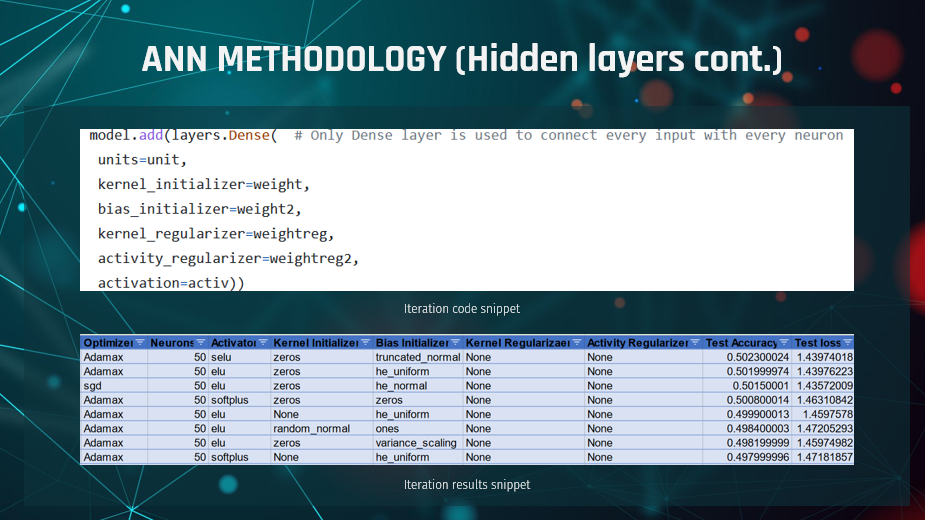 ANN METHODOLOGY (Hidden layers cont.)
model.add(layers.Dense(  # Only Dense layer is used to connect every input with every neuron
units=unit,
kernel_initializer=weight,
bias_initializer=weight2,
kernel_regularizer=weightreg,
activity_regularizer=weightreg2,
activation=activ))
Iteration code snippet
Optimizer Neurons Activator Kernel Initializer Bias Initializer Kernel Regularizaer Activity Regularizer Test Accuracy Test loss
Adamax 50 selu zeros truncated_normal None None 0.502300024 1.43974018
Adamax 50 elu zeros he_uniform None None 0.501999974 1.43976223
sgd 50 elu zeros he_normal None None 0.50150001 1.43572009
Adamax 50 softplus zeros zeros None None 0.500800014 1.46310842
Adamax 50 elu None he_uniform None None 0.499900013 1.4597578
Adamax 50 elu random_normal ones None None 0.498400003 1.47205293
Adamax 50 elu zeros variance_scaling None None 0.498199999 1.45974982
Adamax 50 softplus None he_uniform None None 0.497999996 1.47181857
Iteration results snippet